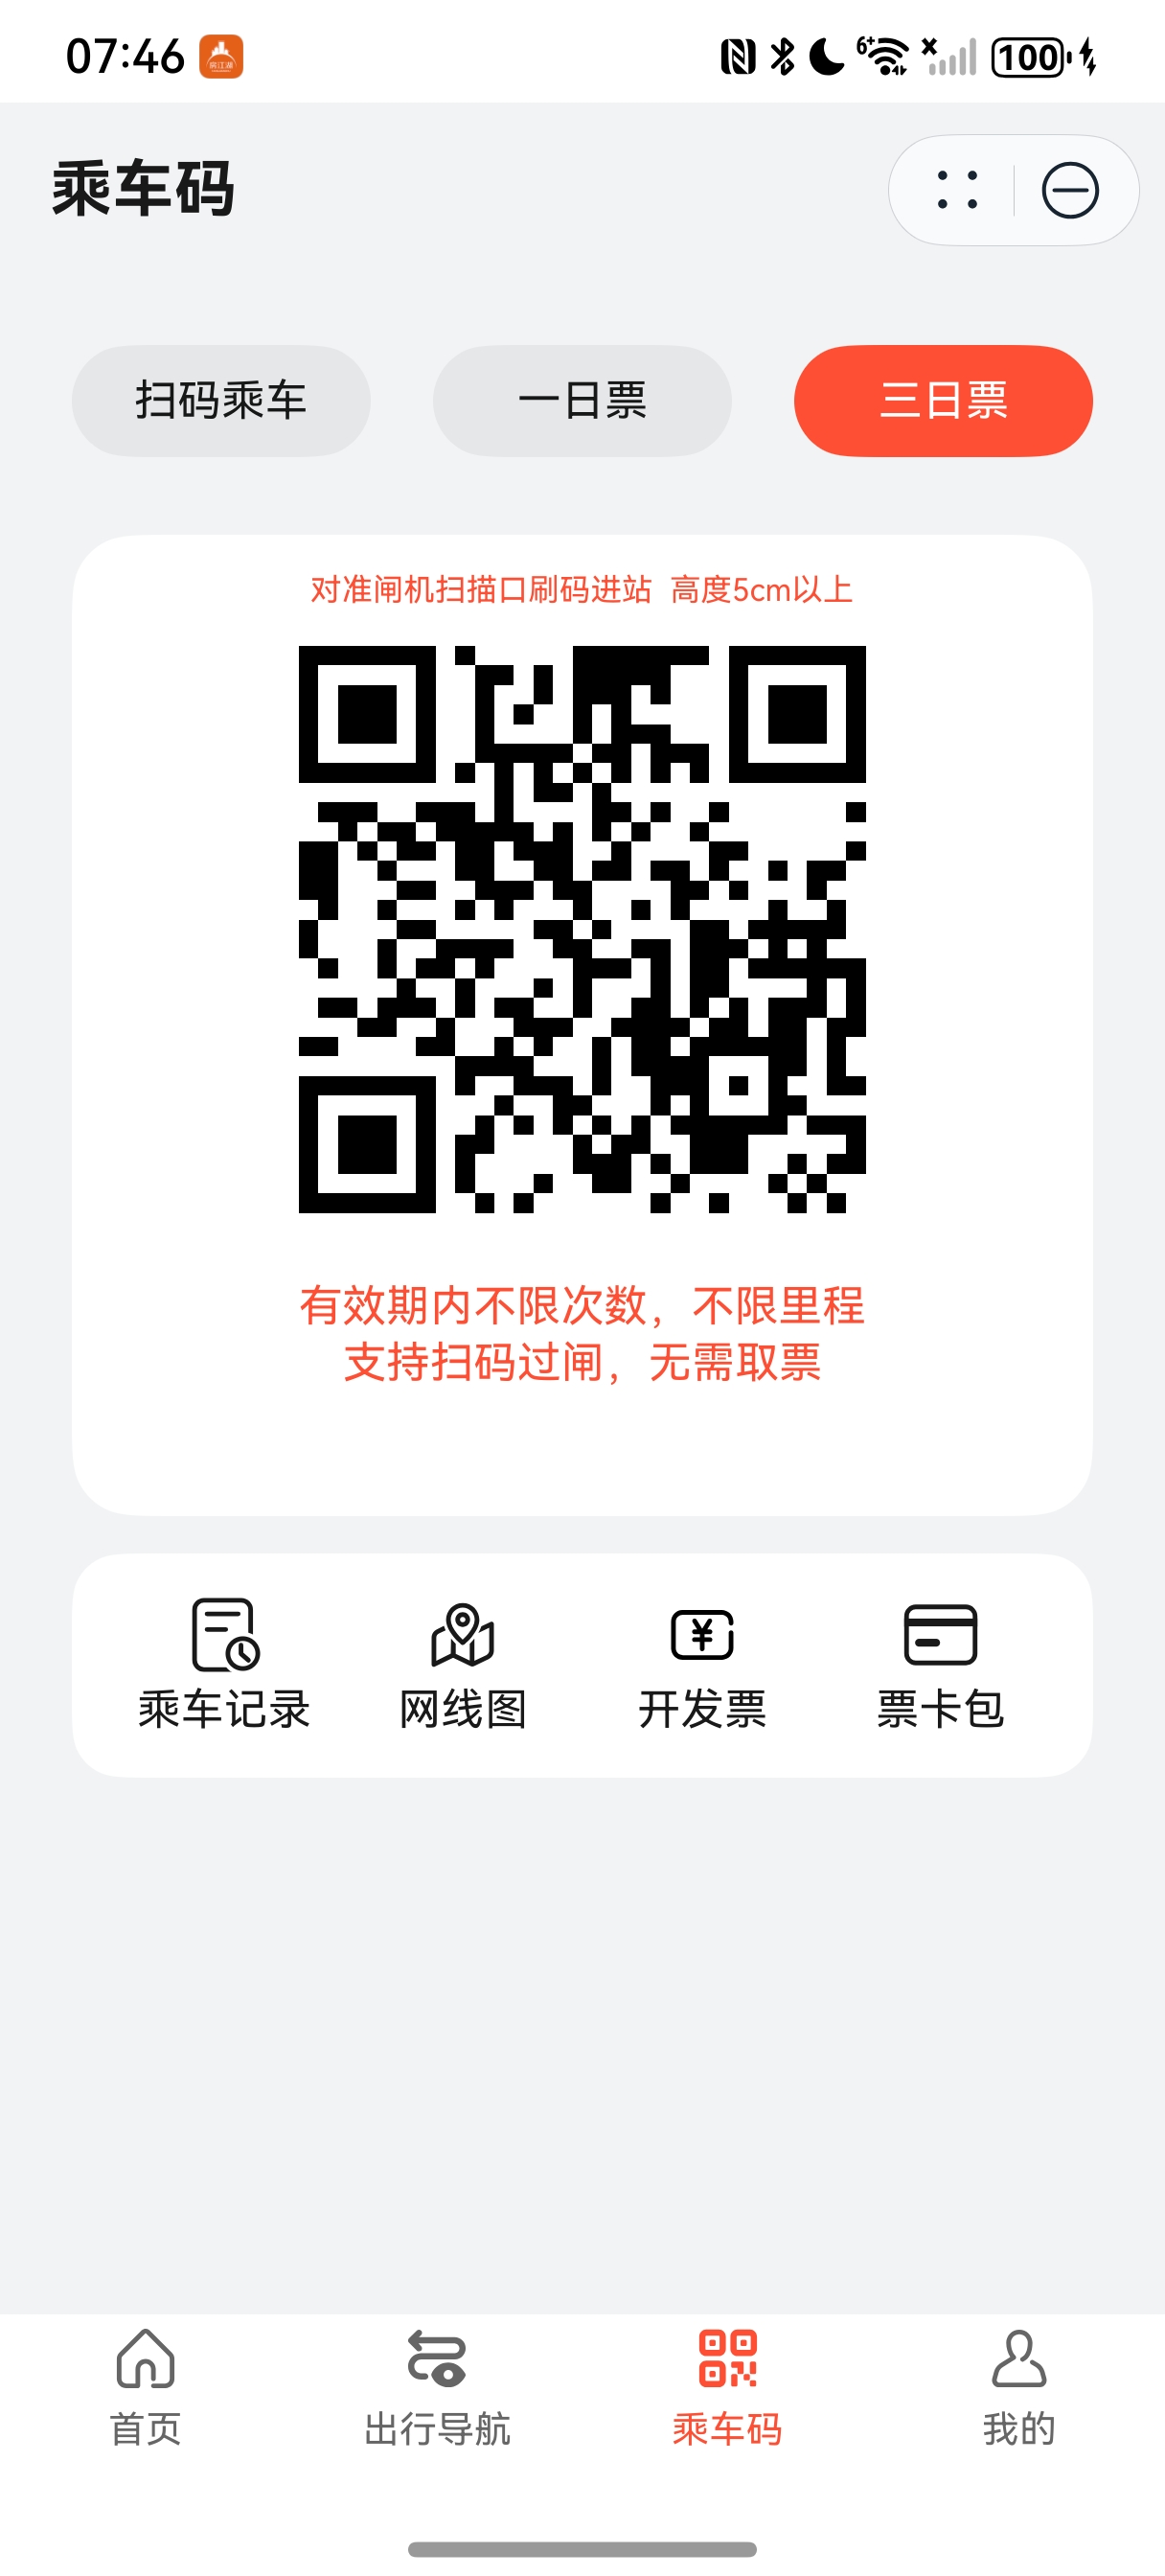 07:46
100
乘车码
扫码乘车
一日票
三日票
对准闸机扫描口刷码进站 高度5cm以上
有效期内不限次数，不限里程
支持扫码过闸，无需取票
乘车记录
网线图
开发票
票卡包
首页
出行导航
乘车码
我的